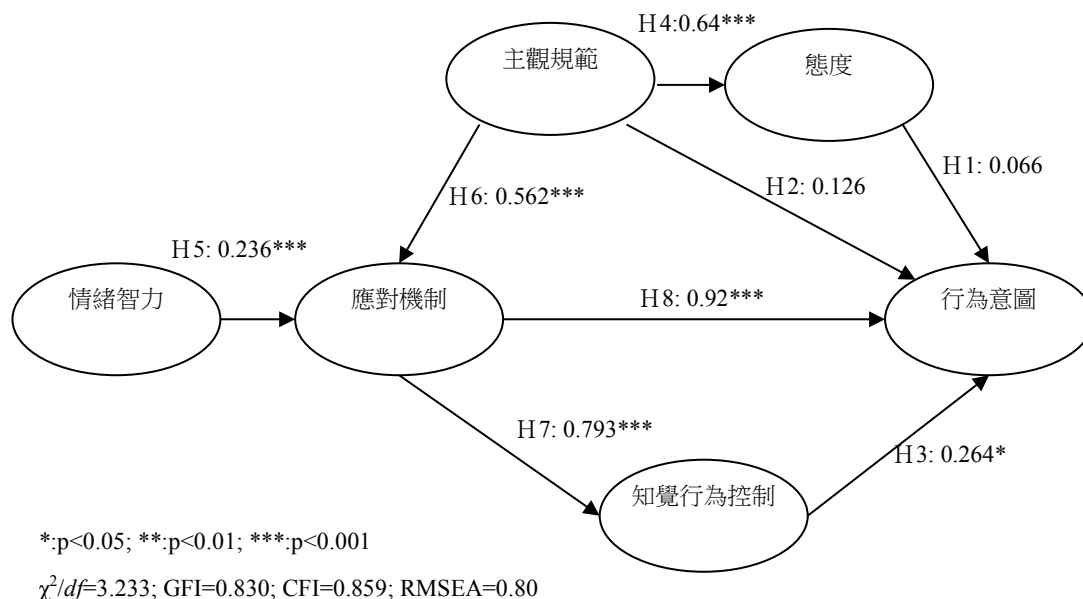 H4:0.64***
主觀規範
態度
H1: 0.066
H2: 0.126
H6: 0.562***
H5: 0.236***
情緒智力
應對機制
H8: 0.92***
行為意圖
H7: 0.793***
H3: 0.264*
知覺行為控制
*:p<0.05; **:p<0.01; ***:p<0.001
χ²/df=3.233; GFI=0.830; CFI=0.859; RMSEA=0.80